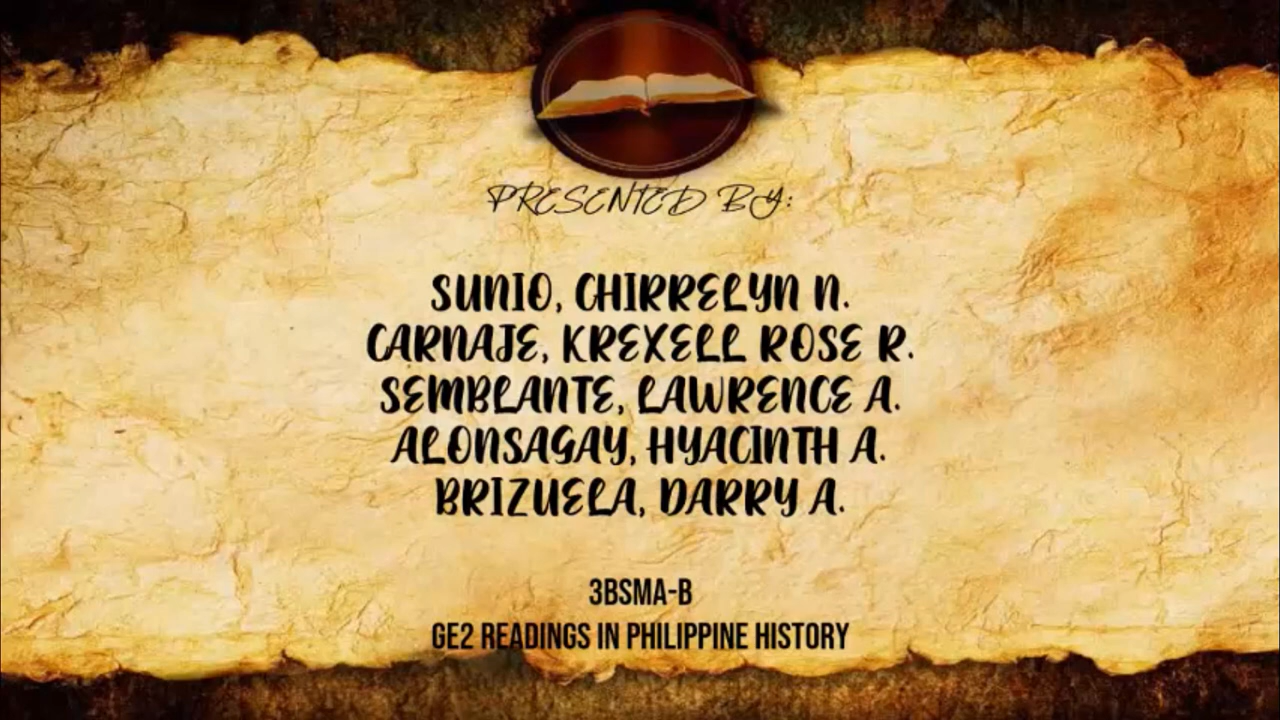 PRESENTED BY:
SUNIO, CHIRRELYN N.
CARNAJE, KREXELL ROSE R.
SEMBLANTE, LAWRENCE A.
ALONSAGAY, HYACINTH A.
BRIZUELA, DARRY A.
3BSMA-B
GE2 READINGS IN PHILIPPINE HISTORY